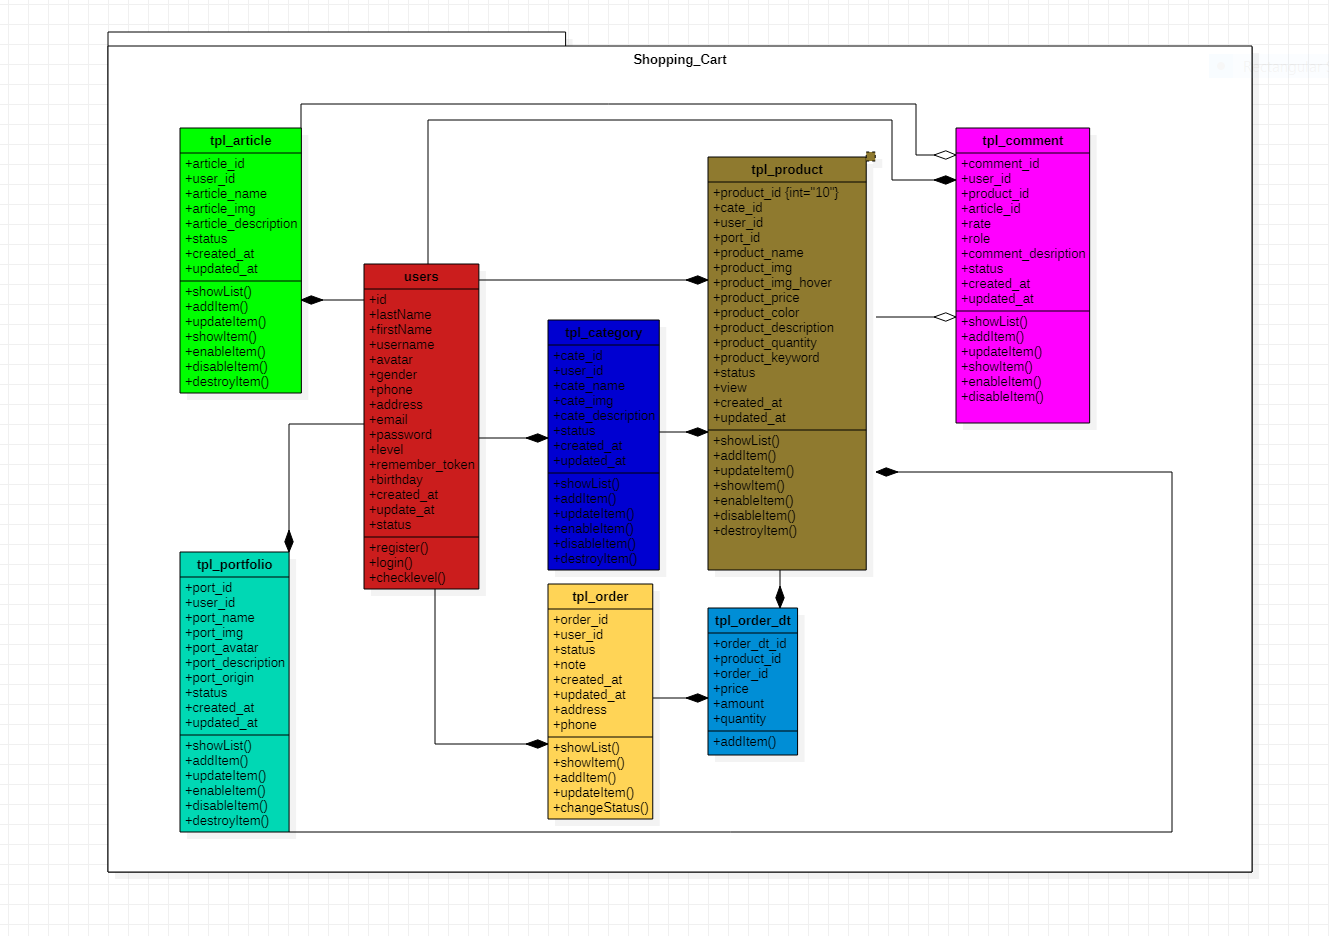 Shopping_Cart
tpl_article
+article_id
+user_id
+article_name
+article_img
+article_description
+status
+created_at
+updated_at
+showList()
+addItem()
+updateItem()
+showItem()
+enableItem()
+disableItem()
+destroyItem()
users
+id
+lastName
+firstName
+username
+avatar
+gender
+phone
+address
+email
+password
+level
+remember_token
+birthday
+created_at
+update_at
+status
+register()
+login()
+checklevel()
tpl_category
+cate_id
+user_id
+cate_name
+cate_img
+cate_description
+status
+created_at
+updated_at
+showList()
+addItem()
+updateItem()
+enableItem()
+disableItem()
+destroyItem()
tpl_product
+product_id {int="10"}
+cate_id
+user_id
+port_id
+product_name
+product_img
+product_img_hover
+product_price
+product_color
+product_description
+product_quantity
+product_keyword
+status
+view
+created_at
+updated_at
+showList()
+addItem()
+updateItem()
+showItem()
+enableItem()
+disableItem()
+destroyItem()
tpl_comment
+comment_id
+user_id
+product_id
+article_id
+rate
+role
+comment_desription
+status
+created_at
+updated_at
+showList()
+addItem()
+updateItem()
+showItem()
+enableItem()
+disableItem()
tpl_portfolio
+port_id
+user_id
+port_name
+port_img
+port_avatar
+port_description
+port_origin
+status
+created_at
+updated_at
+showList()
+addItem()
+updateItem()
+enableItem()
+disableItem()
+destroyItem()
tpl_order
+order_id
+user_id
+status
+note
+created_at
+updated_at
+address
+phone
+showList()
+showItem()
+addItem()
+updateItem()
+changeStatus()
tpl_order_dt
+order_dt_id
+product_id
+order_id
+price
+amount
+quantity
+addItem()
Rectangular